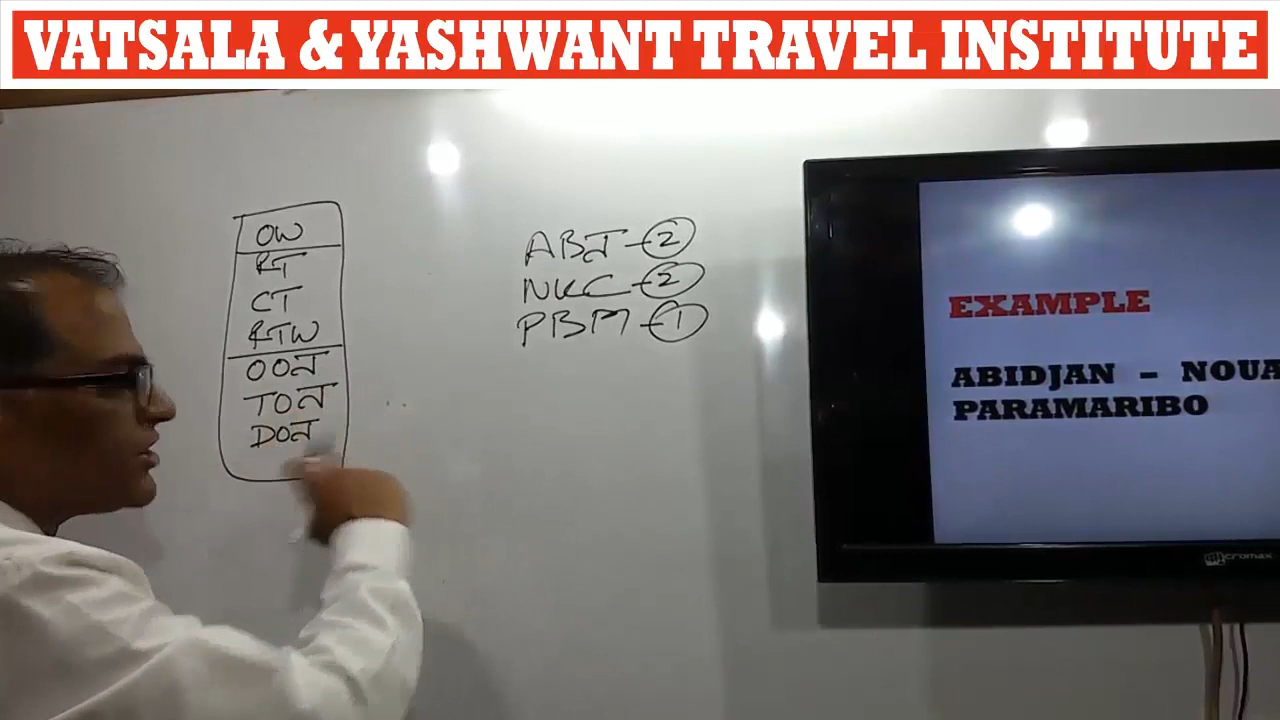 VATSALA & YASHWANT TRAVEL INSTITUTE
OW
RT
CT
RTW
OOJ
TOJ
DOJ
ABJ-2
NKC-2
PBM-1
EXAMPLE
ABIDJAN – NOUA
PARAMARIBO
micromax